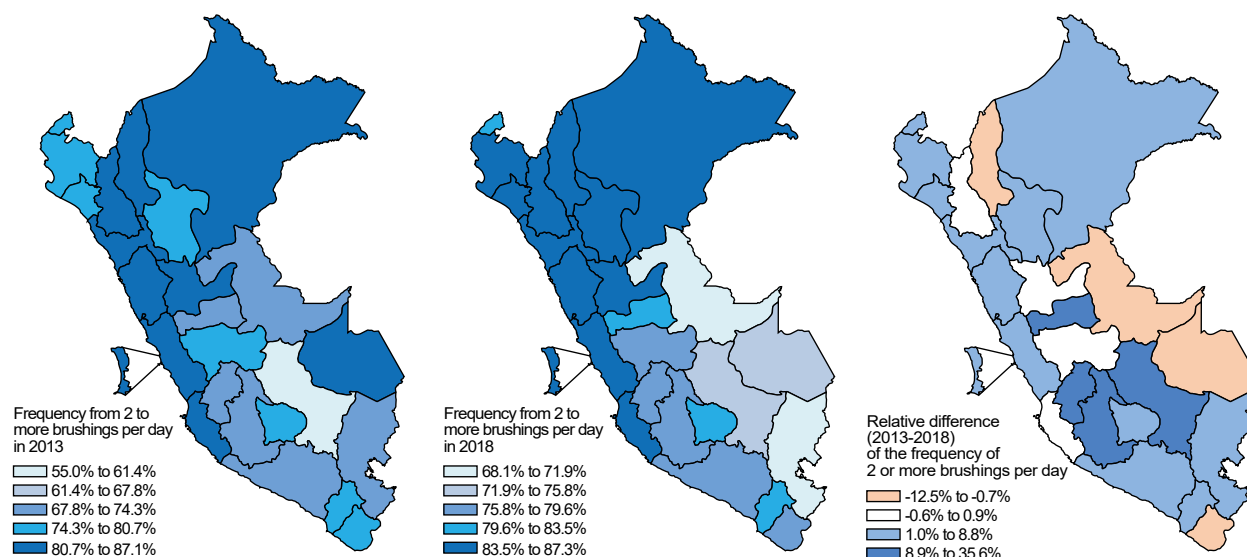 Frequency from 2 to
more brushings per day
in 2013
55.0% to 61.4%
61.4% to 67.8%
67.8% to 74.3%
74.3% to 80.7%
80.7% to 87.1%
Frequency from 2 to
more brushings per day
in 2018
68.1% to 71.9%
71.9% to 75.8%
75.8% to 79.6%
79.6% to 83.5%
83.5% to 87.3%
Relative difference
(2013-2018)
of the frequency of
2 or more brushings per day
-12.5% to -0.7%
-0.6% to 0.9%
1.0% to 8.8%
8.9% to 35.6%